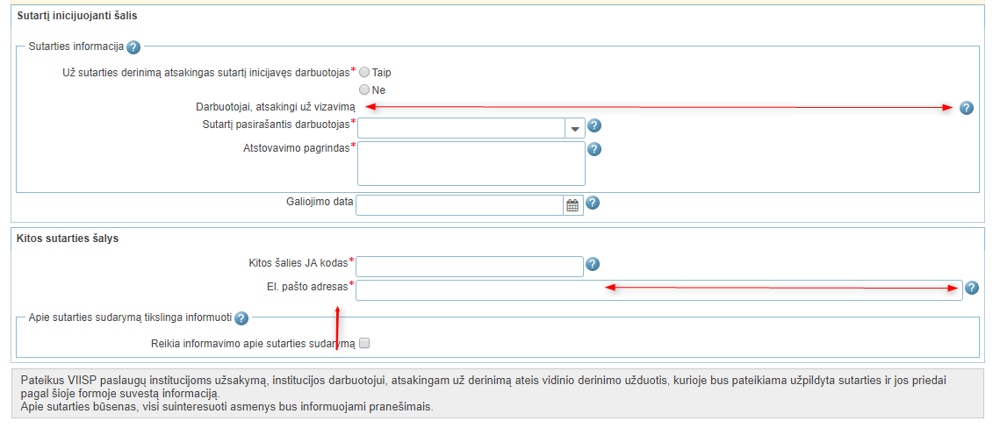 Sutartį inicijuojanti šalis
Sutarties informacija ?
Už sutarties derinimą atsakingas sutartį inicijavęs darbuotojas* Taip
Ne
Darbuotojai, atsakingi už vizavimą ?
Sutartį pasirašantis darbuotojas* ?
Atstovavimo pagrindas* ?
Galiojimo data ?
Kitos sutarties šalys
Kitos šalies JA kodas* ?
El. pašto adresas* ?
Apie sutarties sudarymą tikslinga informuoti ?
Reikia informavimo apie sutarties sudarymą
Pateikus VIISP paslaugų institucijoms užsakymą, institucijos darbuotojui, atsakingam už derinimą ateis vidinio derinimo užduotis, kurioje bus pateikiama užpildyta sutarties ir jos priedai
pagal šioje formoje suvestą informaciją.
Apie sutarties būsenas, visi suinteresuoti asmenys bus informuojami pranešimais.